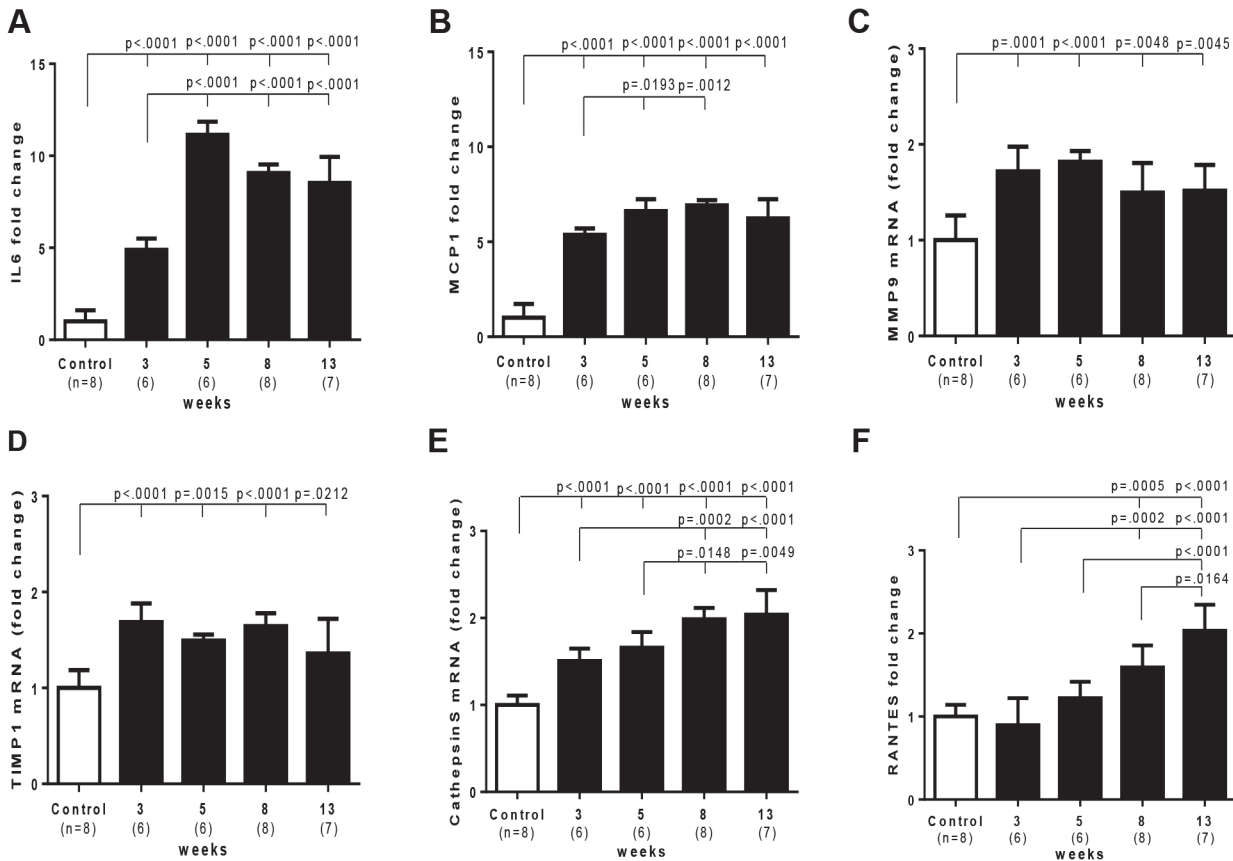 A
p<.0001 p<.0001 p<.0001 p<.0001
p<.0001 p<.0001 p<.0001
IL6 fold change
15
10
5
0
Control 3 5 8 13
(n=8) (6) (6) (8) (7)
weeks
B
p<.0001 p<.0001 p<.0001 p<.0001
p=.0193 p=.0012
MCP1 fold change
15
10
5
0
Control 3 5 8 13
(n=8) (6) (6) (8) (7)
weeks
C
p=.0001 p<.0001 p=.0048 p=.0045
MMP9 mRNA (fold change)
3
2
1
0
Control 3 5 8 13
(n=8) (6) (6) (8) (7)
weeks
D
p<.0001 p=.0015 p<.0001 p=.0212
TIMP1 mRNA (fold change)
3
2
1
0
Control 3 5 8 13
(n=8) (6) (6) (8) (7)
weeks
E
p<.0001 p<.0001 p<.0001 p<.0001
p=.0002 p<.0001
p=.0148 p=.0049
CathepsinS mRNA (fold change)
3
2
1
0
Control 3 5 8 13
(n=8) (6) (6) (8) (7)
weeks
F
p=.0005 p<.0001
p=.0002 p<.0001
p<.0001
p=.0164
RANTES fold change
3
2
1
0
Control 3 5 8 13
(n=8) (6) (6) (8) (7)
weeks